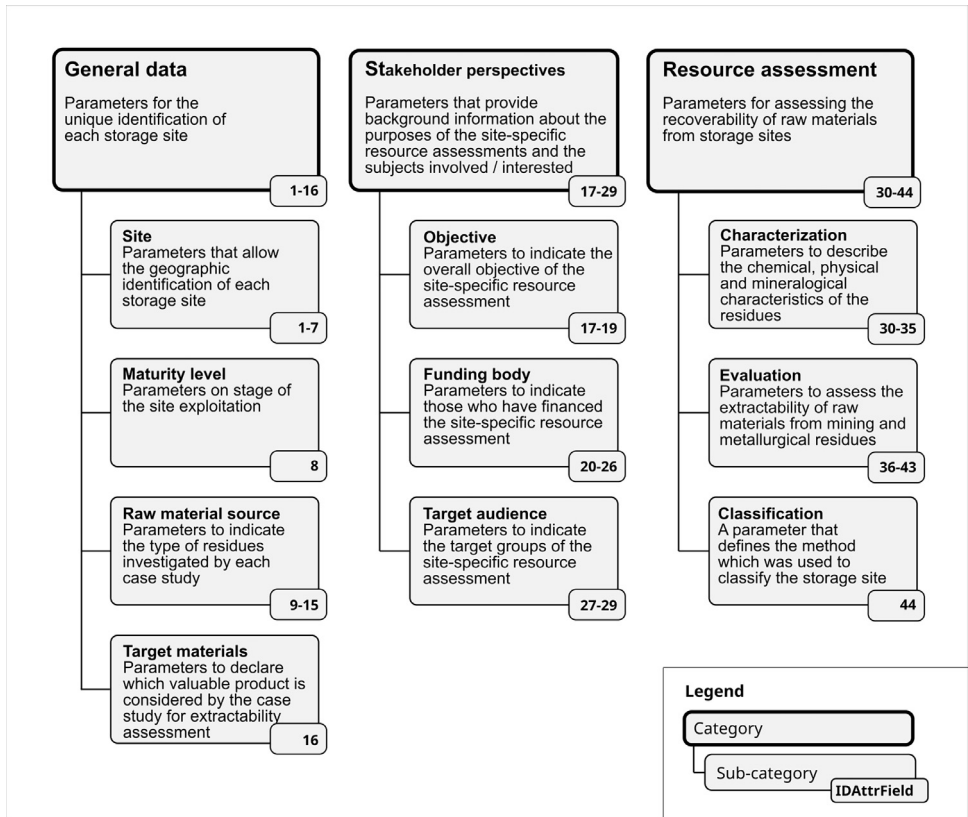 General data
Parameters for the
unique identification of
each storage site
1-16
Site
Parameters that allow
the geographic
identification of each
storage site
1-7
Maturity level
Parameters on stage of
the site exploitation
8
Raw material source
Parameters to indicate
the type of residues
investigated by each
case study
9-15
Target materials
Parameters to declare
which valuable product is
considered by the case
study for extractability
assessment
16
Stakeholder perspectives
Parameters that provide
background information about the
purposes of the site-specific
resource assessments and the
subjects involved / interested
17-29
Objective
Parameters to indicate the
overall objective of the
site-specific resource
assessment
17-19
Funding body
Parameters to indicate
those who have financed
the site-specific resource
assessment
20-26
Target audience
Parameters to indicate
the target groups of the
site-specific resource
assessment
27-29
Resource assessment
Parameters for assessing the
recoverability of raw materials
from storage sites
30-44
Characterization
Parameters to describe
the chemical, physical
and mineralogical
characteristics of the
residues
30-35
Evaluation
Parameters to assess the
extractability of raw
materials from mining and
metallurgical residues
36-43
Classification
A parameter that
defines the method
which was used to
classify the storage site
44
Legend
Category
Sub-category
IDAttrField